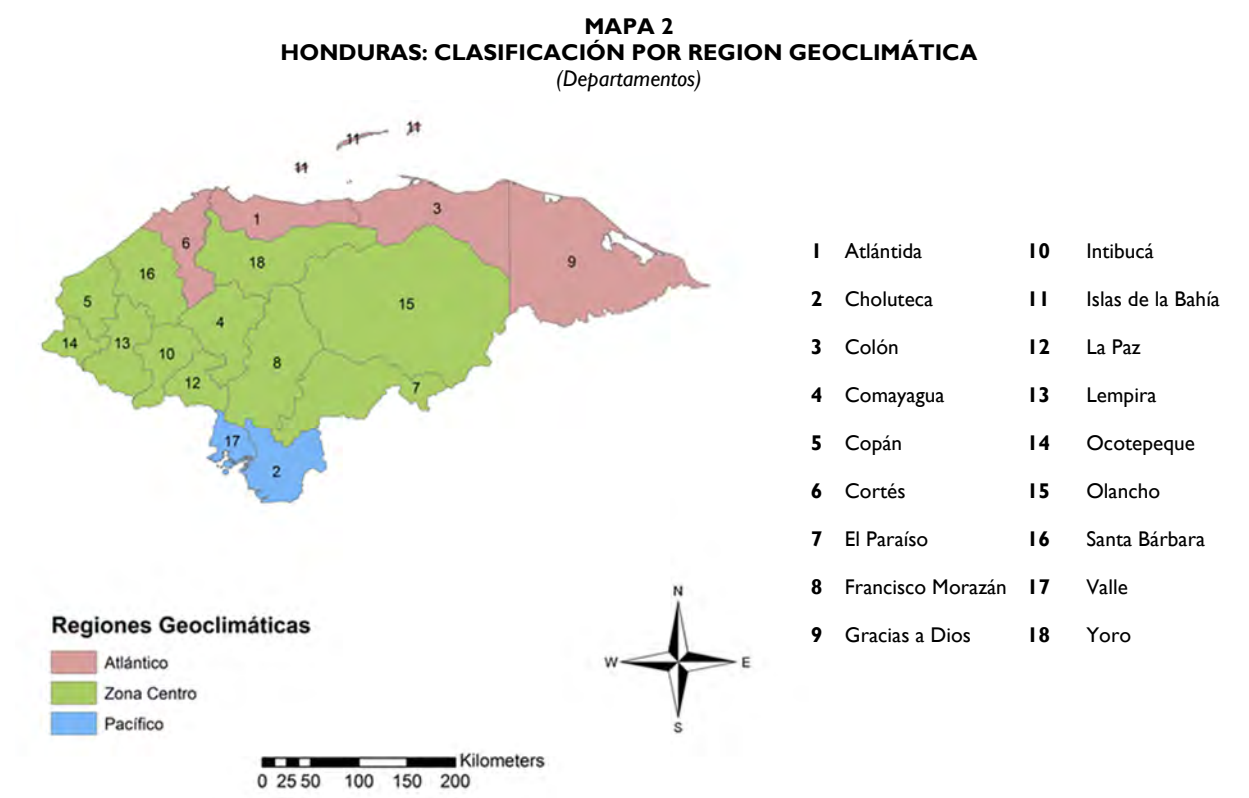 MAPA 2
HONDURAS: CLASIFICACIÓN POR REGION GEOCLIMÁTICA
(Departamentos)
11
11
11
1
3
6
9
18
16
5
15
4
14
13
10
8
12
7
17
2
1 Atlántida 10 Intibucá
2 Choluteca 11 Islas de la Bahía
3 Colón 12 La Paz
4 Comayagua 13 Lempira
5 Copán 14 Ocotepeque
6 Cortés 15 Olancho
7 El Paraíso 16 Santa Bárbara
8 Francisco Morazán 17 Valle
9 Gracias a Dios 18 Yoro
Regiones Geoclimáticas
Atlántico
Zona Centro
Pacífico
N
W E
S
Kilometers
0 25 50 100 150 200